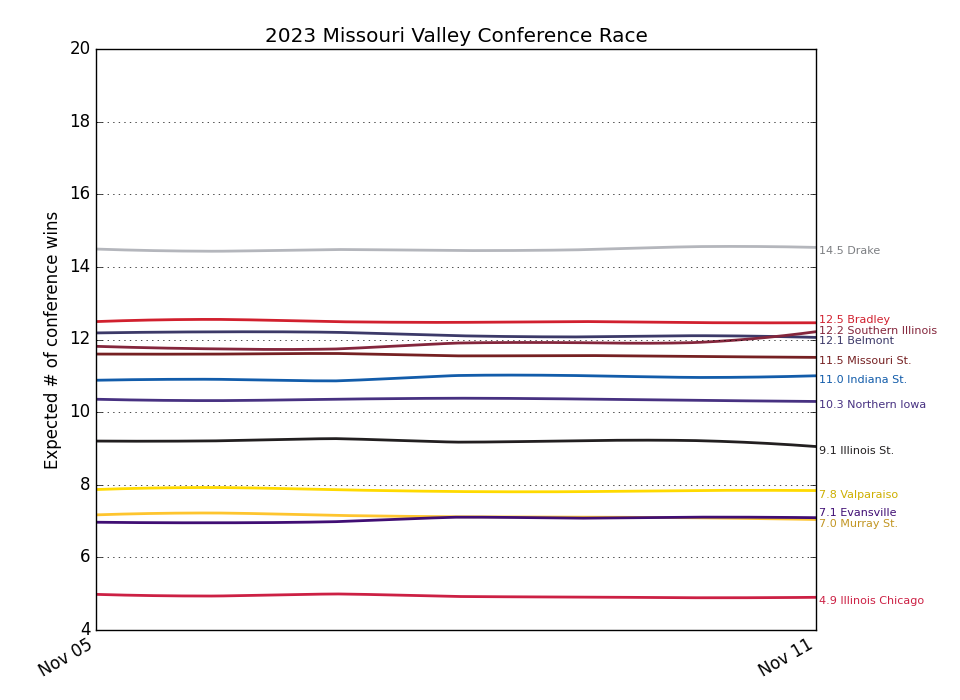 2023 Missouri Valley Conference Race
Expected # of conference wins
20
18
16
14
12
10
8
6
4
Nov 05
Nov 11
14.5 Drake
12.5 Bradley
12.2 Southern Illinois
12.1 Belmont
11.5 Missouri St.
11.0 Indiana St.
10.3 Northern Iowa
9.1 Illinois St.
7.8 Valparaiso
7.1 Evansville
7.0 Murray St.
4.9 Illinois Chicago